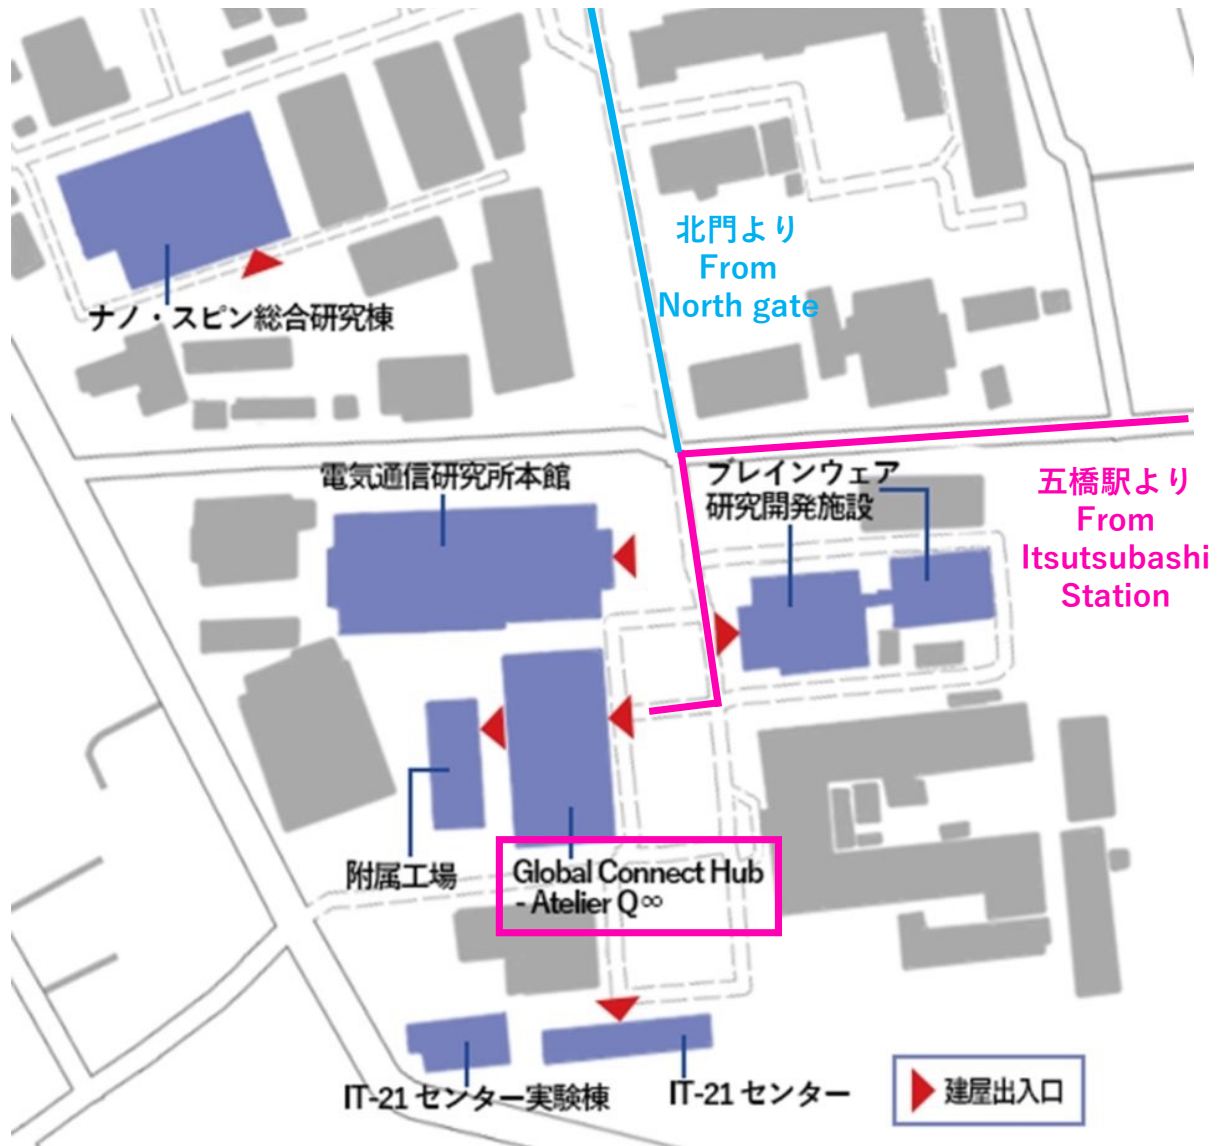 北門より
From
North gate
ナノ・スピン総合研究棟
電気通信研究所本館
ブレインウェア
研究開発施設
五橋駅より
From
Itsutsubashi
Station
附属工場
Global Connect Hub
- Atelier Q∞
IT-21 センター実験棟
IT-21 センター
建屋出入口